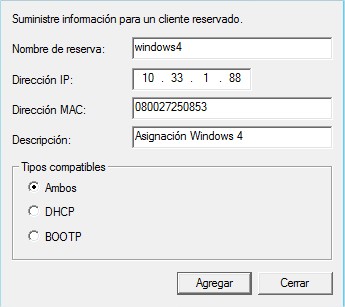 Suministre información para un cliente reservado.
Nombre de reserva: windows4
Dirección IP: 10 . 33 . 1 . 88
Dirección MAC: 080027250853
Descripción: Asignación Windows 4
Tipos compatibles
Ambos
DHCP
BOOTP
Agregar Cerrar